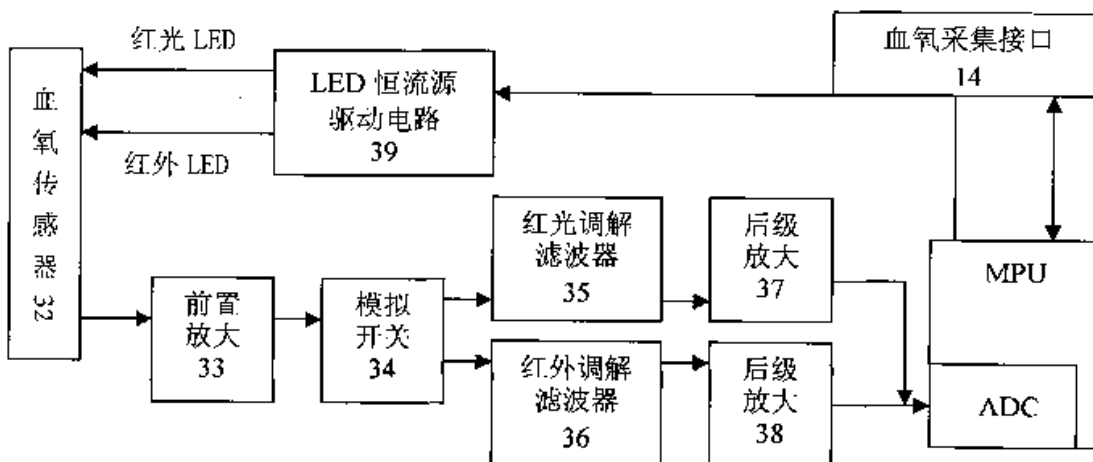 红光 LED
血氧采集接口
14
LED 恒流源
驱动电路
39
红外 LED
血氧传感器 32
红光调解
滤波器
35
后级
放大
37
MPU
前置
放大
33
模拟
开关
34
红外调解
滤波器
36
后级
放大
38
ADC